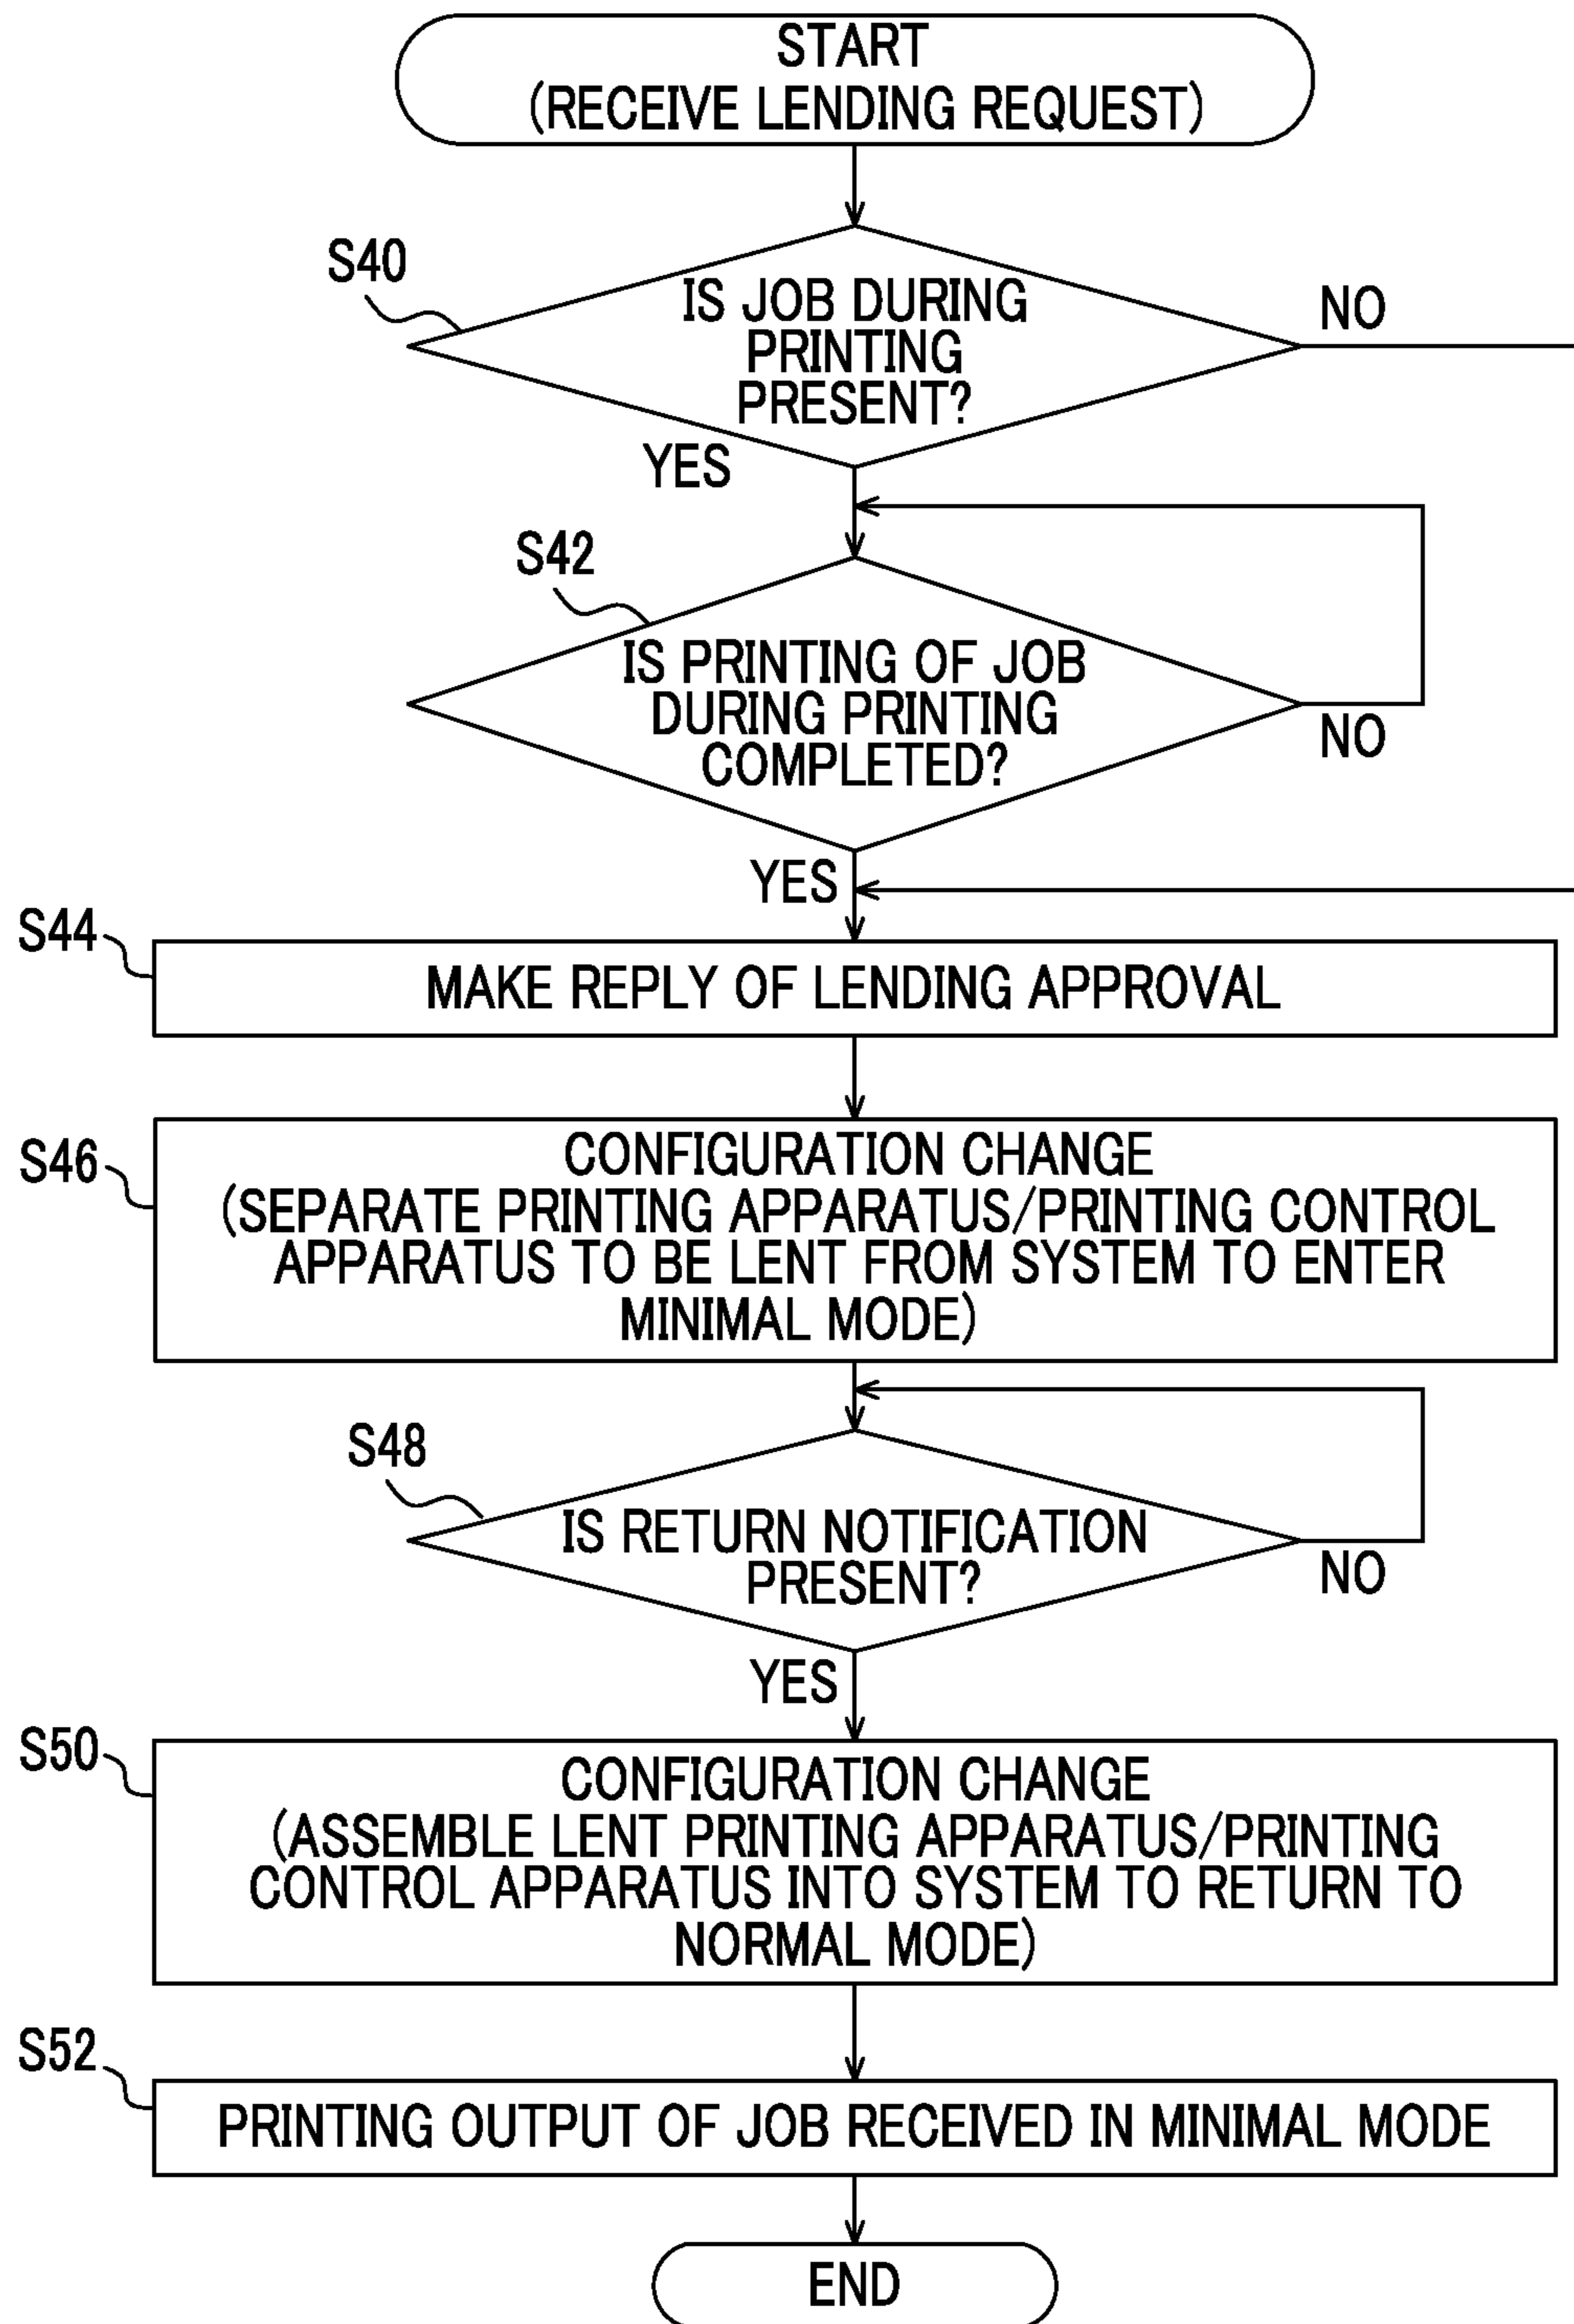 START
(RECEIVE LENDING REQUEST)
S40
IS JOB DURING
PRINTING
PRESENT?
NO
YES
S42
IS PRINTING OF JOB
DURING PRINTING
COMPLETED?
NO
YES
S44
MAKE REPLY OF LENDING APPROVAL
S46
CONFIGURATION CHANGE
(SEPARATE PRINTING APPARATUS/PRINTING CONTROL
APPARATUS TO BE LENT FROM SYSTEM TO ENTER
MINIMAL MODE)
S48
IS RETURN NOTIFICATION
PRESENT?
NO
YES
S50
CONFIGURATION CHANGE
(ASSEMBLE LENT PRINTING APPARATUS/PRINTING
CONTROL APPARATUS INTO SYSTEM TO RETURN TO
NORMAL MODE)
S52
PRINTING OUTPUT OF JOB RECEIVED IN MINIMAL MODE
END